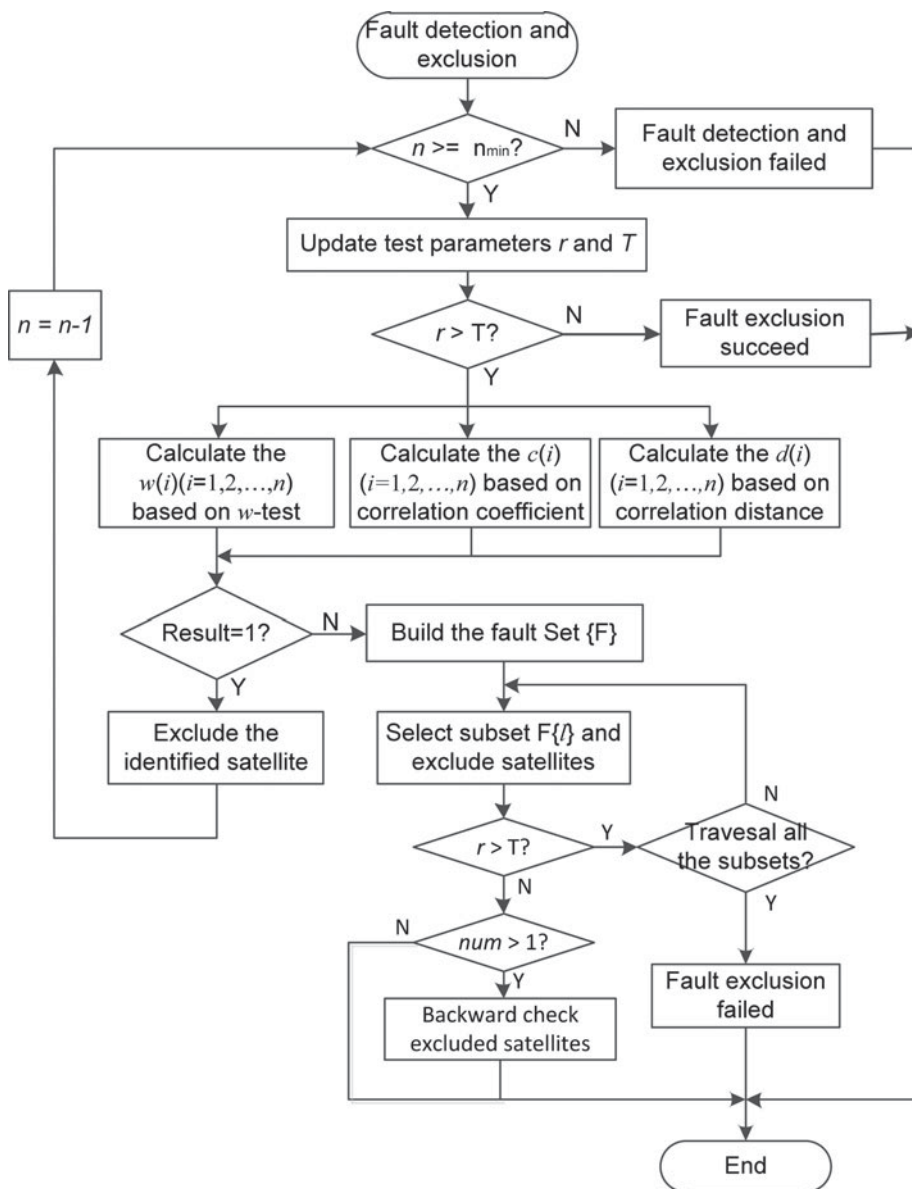 Fault detection and
exclusion
n >= nmin?
N
Fault detection and
exclusion failed
Y
Update test parameters r and T
n = n-1
r > T?
N
Fault exclusion
succeed
Y
Calculate the
w(i)(i=1,2,…,n)
based on w-test
Calculate the c(i)
(i=1,2,…,n) based on
correlation coefficient
Calculate the d(i)
(i=1,2,…,n) based on
correlation distance
Result=1?
N
Build the fault Set {F}
Y
Exclude the
identified satellite
Select subset F{l} and
exclude satellites
N
r > T?
Y
Travesal all
the subsets?
N
Y
N
num > 1?
Y
Backward check
excluded satellites
Fault exclusion
failed
End